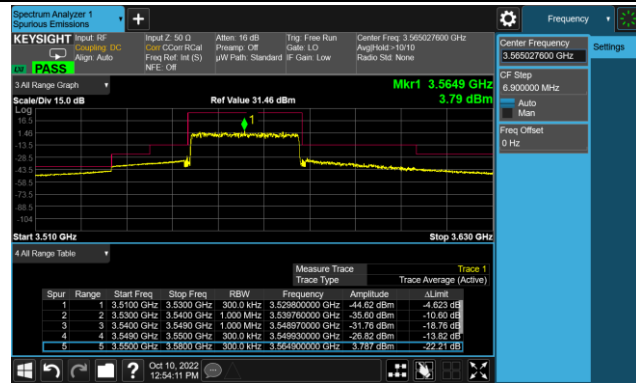 Spectrum Analyzer 1
Spurious Emissions
Frequency
KEYSIGHT Input: RF Input Z: 50 Ω Atten: 16 dB Trig: Free Run Center Freq: 3.565027600 GHz
Coupling: DC Corr CCorr RCal Preamp: Off Gate: LO Avg|Hold:>10/10
Align: Auto Freq Ref: Int (S) µW Path: Standard IF Gain: Low Radio Std: None
NFE: Off
PASS
Center Frequency
3.565027600 GHz
Settings
CF Step
6.900000 MHz
Auto
Man
Freq Offset
0 Hz
3 All Range Graph
Mkr1 3.5649 GHz
Scale/Div 15.0 dB Ref Value 31.46 dBm 3.79 dBm
Log
16.5
1.46
-13.5
-28.5
-43.5
-58.5
-73.5
-88.5
-104
1
Start 3.510 GHz Stop 3.630 GHz
4 All Range Table
Measure Trace Trace 1
Trace Type Trace Average (Active)
Spur Range Start Freq Stop Freq RBW Frequency Amplitude ΔLimit
1 1 3.5100 GHz 3.5300 GHz 300.0 kHz 3.529800000 GHz -44.62 dBm -4.623 dB
2 2 3.5300 GHz 3.5400 GHz 1.000 MHz 3.539760000 GHz -35.60 dBm -10.60 dB
3 3 3.5400 GHz 3.5490 GHz 1.000 MHz 3.548970000 GHz -31.76 dBm -18.76 dB
4 4 3.5490 GHz 3.5500 GHz 300.0 kHz 3.549930000 GHz -26.82 dBm -13.82 dB
5 5 3.5500 GHz 3.5800 GHz 300.0 kHz 3.564900000 GHz 3.787 dBm -22.21 dB
Oct 10, 2022
12:54:11 PM